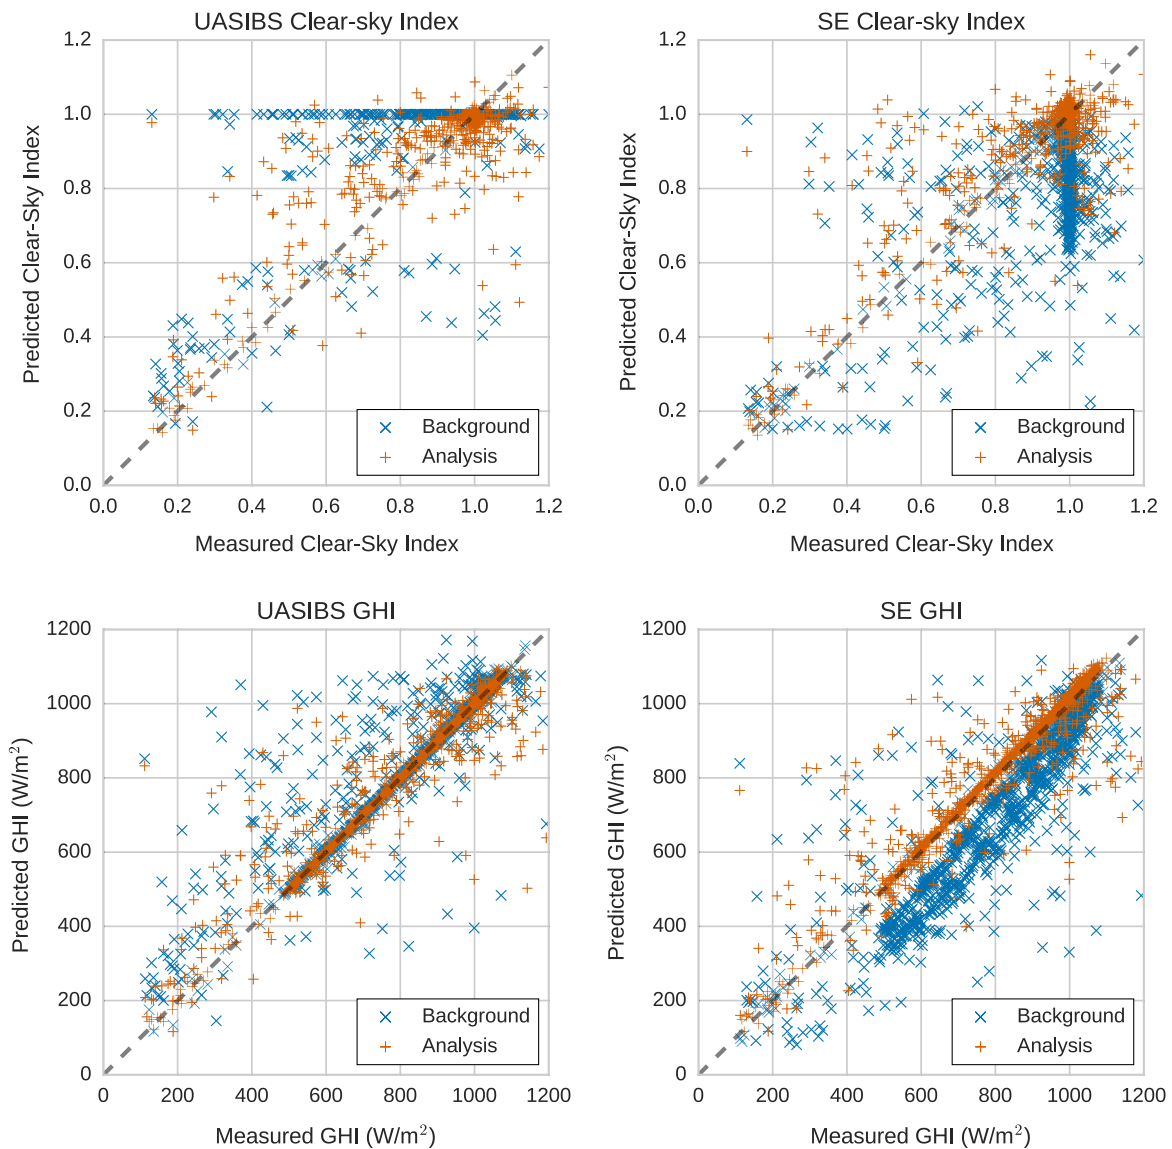 UASIBS Clear-sky Index
1.2
1.0
0.8
0.6
0.4
0.2
0.0
Predicted Clear-Sky Index
Background
Analysis
0.0 0.2 0.4 0.6 0.8 1.0 1.2
Measured Clear-Sky Index
SE Clear-sky Index
1.2
1.0
0.8
0.6
0.4
0.2
0.0
Predicted Clear-Sky Index
Background
Analysis
0.0 0.2 0.4 0.6 0.8 1.0 1.2
Measured Clear-Sky Index
UASIBS GHI
1200
1000
800
600
400
200
0
Predicted GHI (W/m²)
Background
Analysis
0 200 400 600 800 1000 1200
Measured GHI (W/m²)
SE GHI
1200
1000
800
600
400
200
0
Predicted GHI (W/m²)
Background
Analysis
0 200 400 600 800 1000 1200
Measured GHI (W/m²)